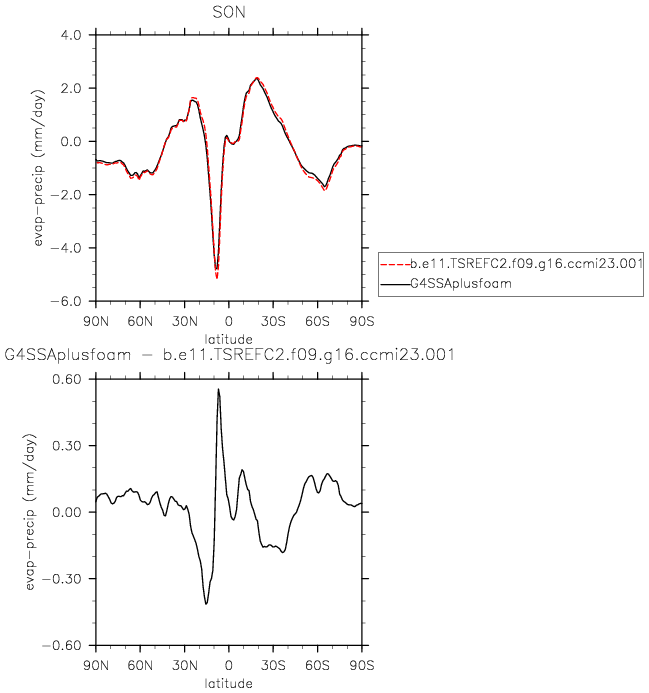 SON
4.0
2.0
0.0
−2.0
−4.0
−6.0
evap−precip (mm/day)
90N 60N 30N 0 30S 60S 90S
latitude
b.e11.TSREFC2.f09.g16.ccmi23.001
G4SSAplusfoam
G4SSAplusfoam − b.e11.TSREFC2.f09.g16.ccmi23.001
0.60
0.30
0.00
−0.30
−0.60
evap−precip (mm/day)
90N 60N 30N 0 30S 60S 90S
latitude